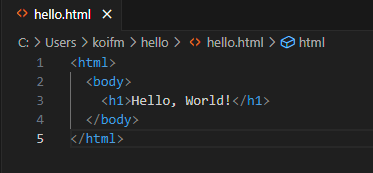 hello.html
C: > Users > koifm > hello > hello.html > html
1 <html>
2 <body>
3 <h1>Hello, World!</h1>
4 </body>
5 </html>